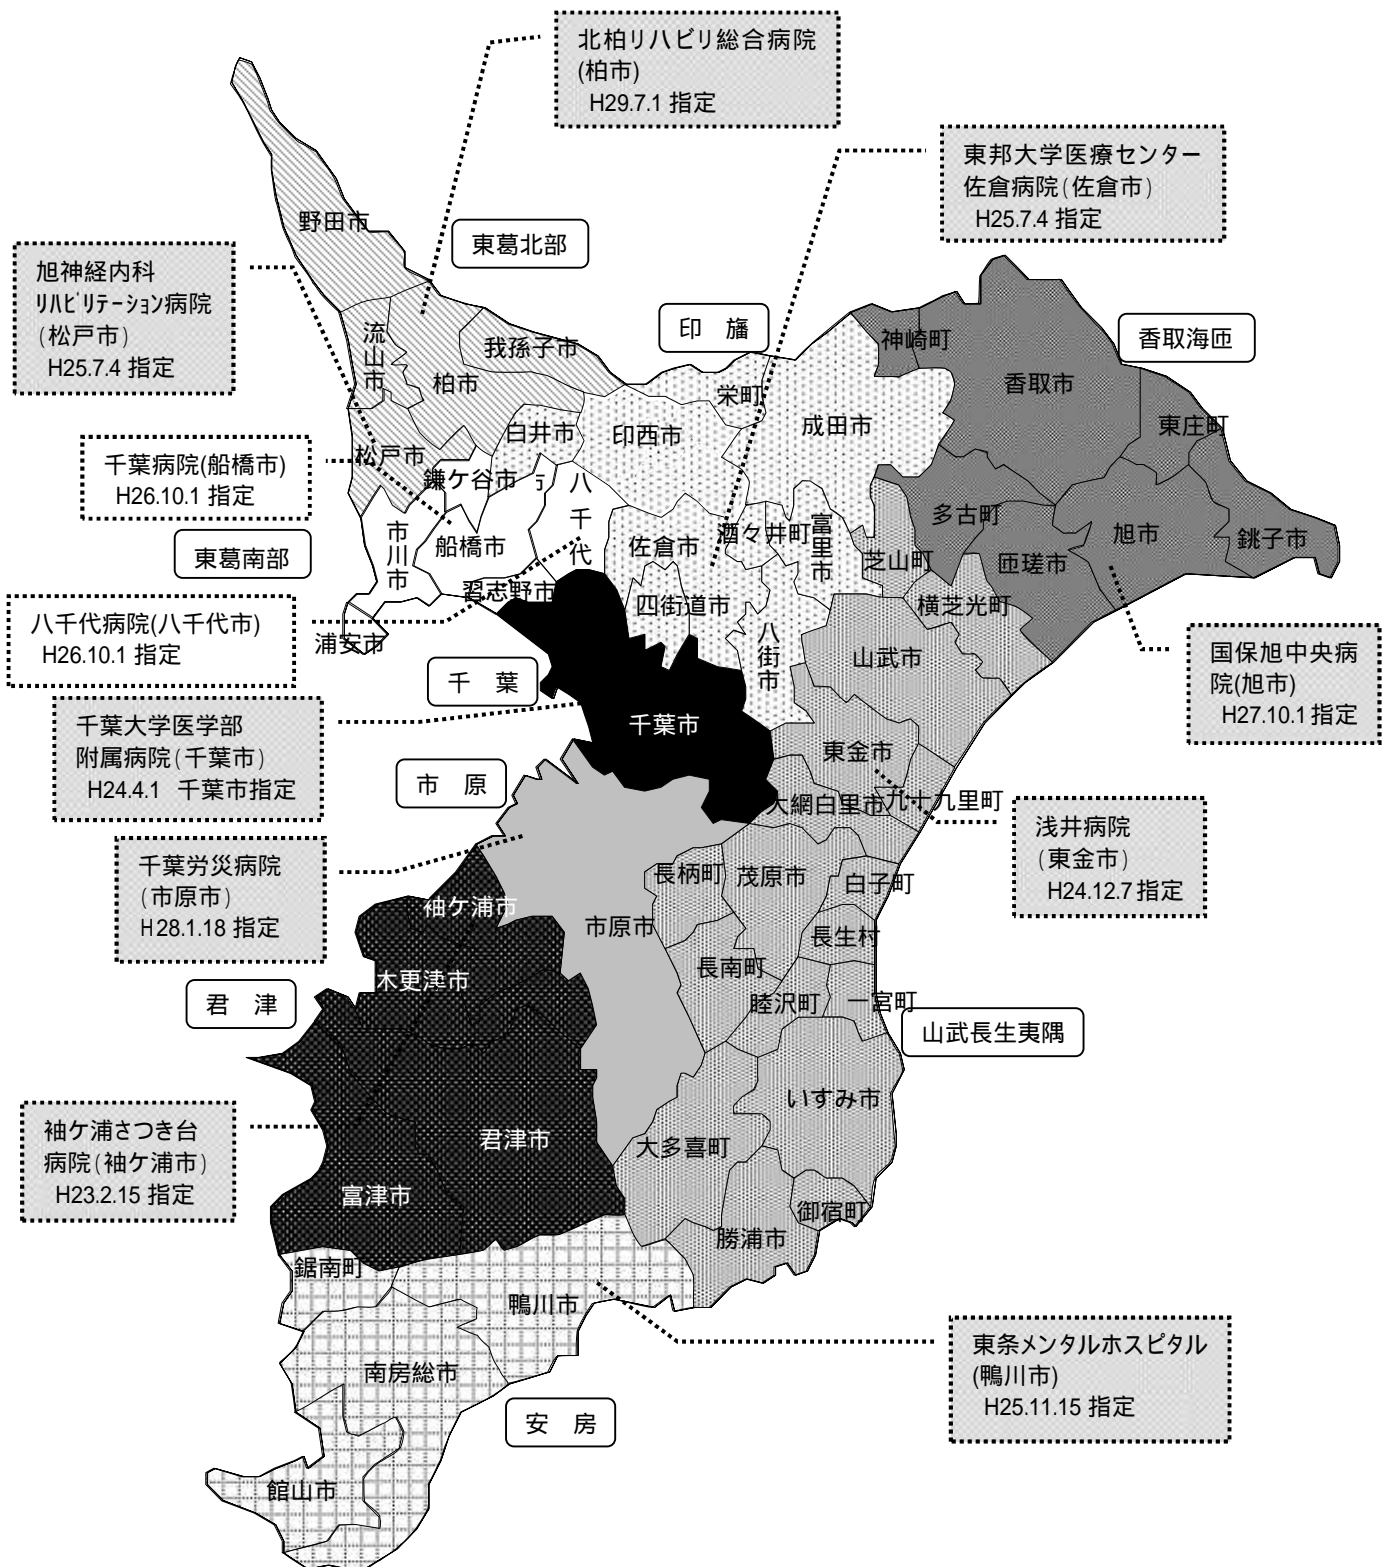 北柏リハビリ総合病院
(柏市)
H29.7.1 指定
東邦大学医療センター
佐倉病院(佐倉市)
H25.7.4 指定
野田市
東葛北部
旭神経内科
リハビリテーション病院
(松戸市)
H25.7.4 指定
印 旛
香取海匝
神崎町
流山市
我孫子市
柏市
栄町
香取市
成田市
東庄町
白井市
印西市
松戸市
千葉病院(船橋市)
H26.10.1 指定
鎌ケ谷市
市
八千代
多古町
市川市
船橋市
佐倉市
酒々井町
富里市
芝山町
匝瑳市
旭市
銚子市
東葛南部
習志野市
四街道市
横芝光町
八千代病院(八千代市)
H26.10.1 指定
浦安市
八街市
山武市
国保旭中央病
院(旭市)
H27.10.1 指定
千 葉
千葉市
千葉大学医学部
附属病院(千葉市)
H24.4.1 千葉市指定
東金市
市 原
大網白里市
九十九里町
浅井病院
(東金市)
H24.12.7 指定
千葉労災病院
(市原市)
H28.1.18 指定
長柄町
茂原市
白子町
袖ケ浦市
市原市
長生村
長南町
木更津市
睦沢町
一宮町
君 津
山武長生夷隅
いすみ市
袖ケ浦さつき台
病院(袖ケ浦市)
H23.2.15 指定
君津市
大多喜町
富津市
御宿町
勝浦市
鋸南町
鴨川市
東条メンタルホスピタル
(鴨川市)
H25.11.15 指定
南房総市
安 房
館山市